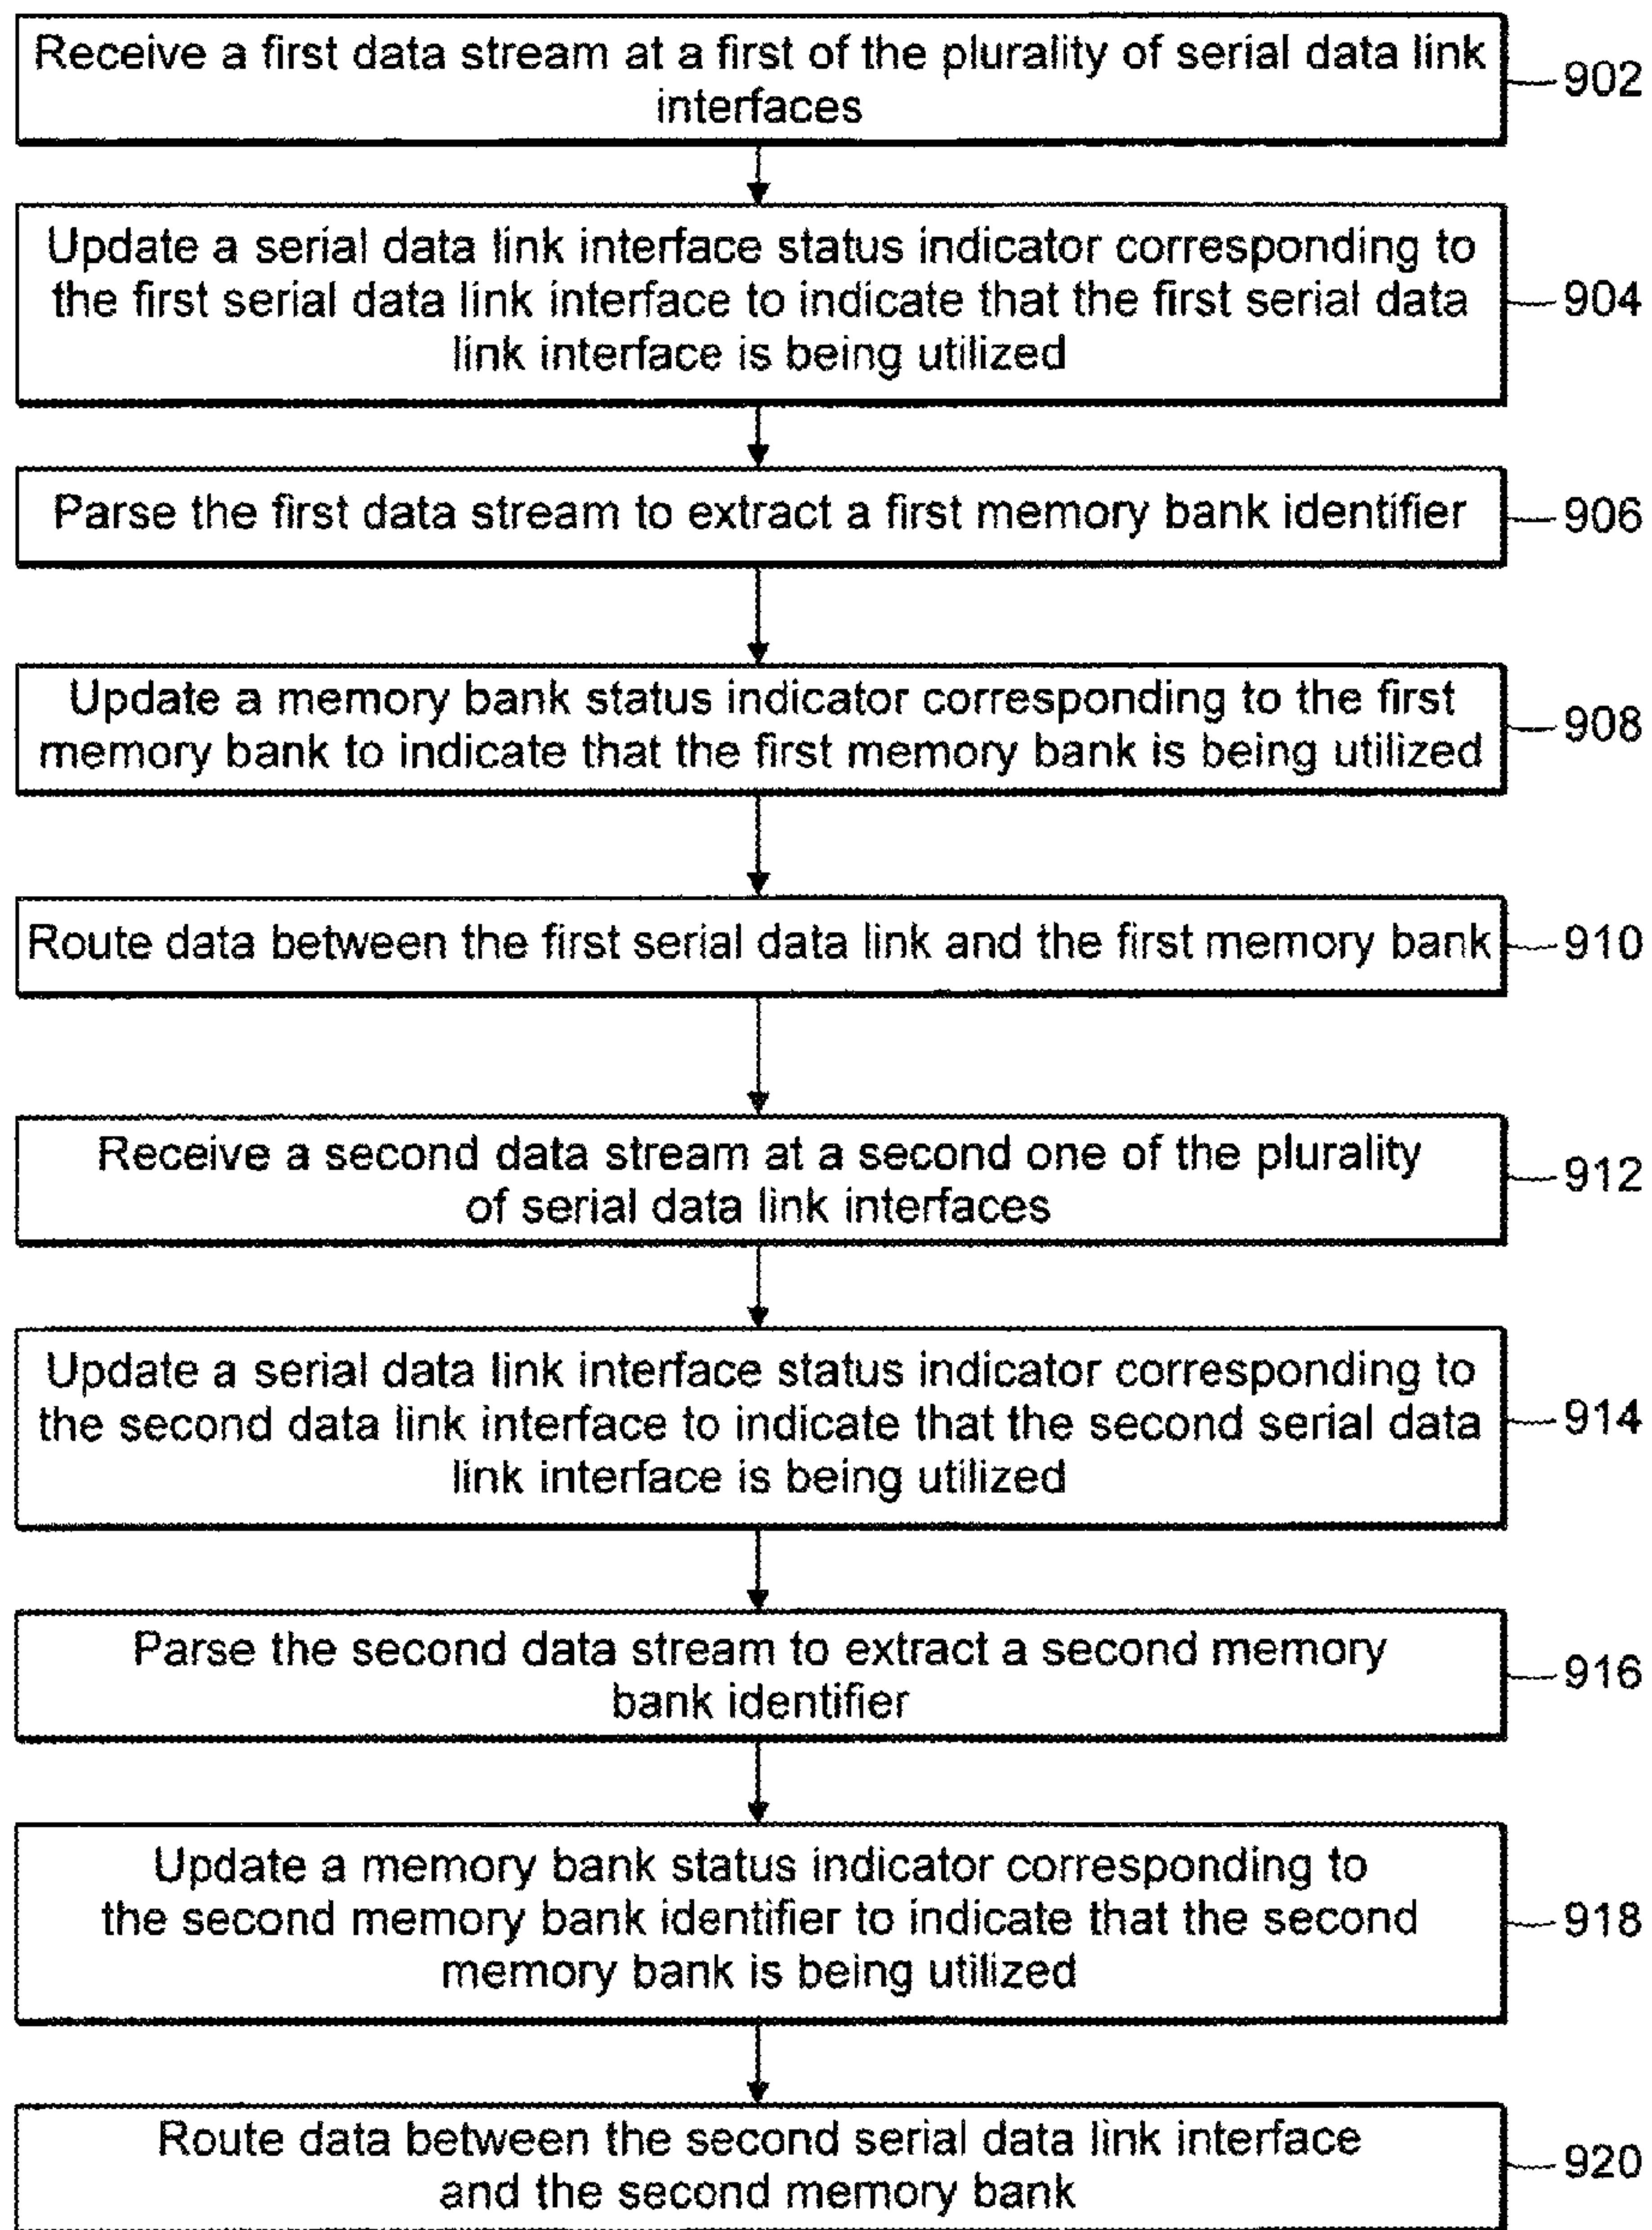 Receive a first data stream at a first of the plurality of serial data link
interfaces
902
Update a serial data link interface status indicator corresponding to
the first serial data link interface to indicate that the first serial data
link interface is being utilized
904
Parse the first data stream to extract a first memory bank identifier
906
Update a memory bank status indicator corresponding to the first
memory bank to indicate that the first memory bank is being utilized
908
Route data between the first serial data link and the first memory bank
910
Receive a second data stream at a second one of the plurality
of serial data link interfaces
912
Update a serial data link interface status indicator corresponding to
the second data link interface to indicate that the second serial data
link interface is being utilized
914
Parse the second data stream to extract a second memory
bank identifier
916
Update a memory bank status indicator corresponding to
the second memory bank identifier to indicate that the second
memory bank is being utilized
918
Route data between the second serial data link interface
and the second memory bank
920